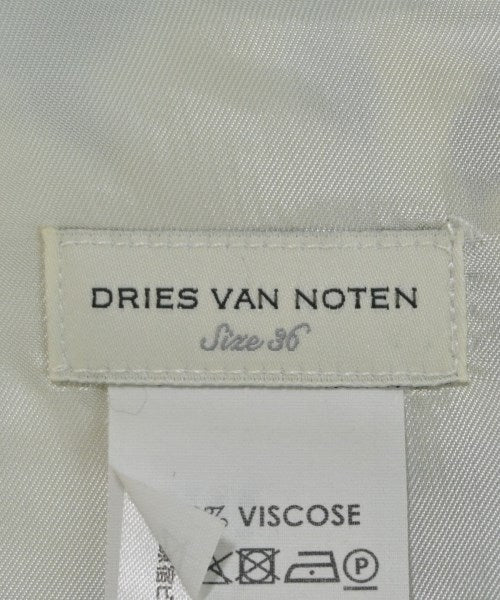 DRIES VAN NOTEN
Size 36
% VISCOSE
P